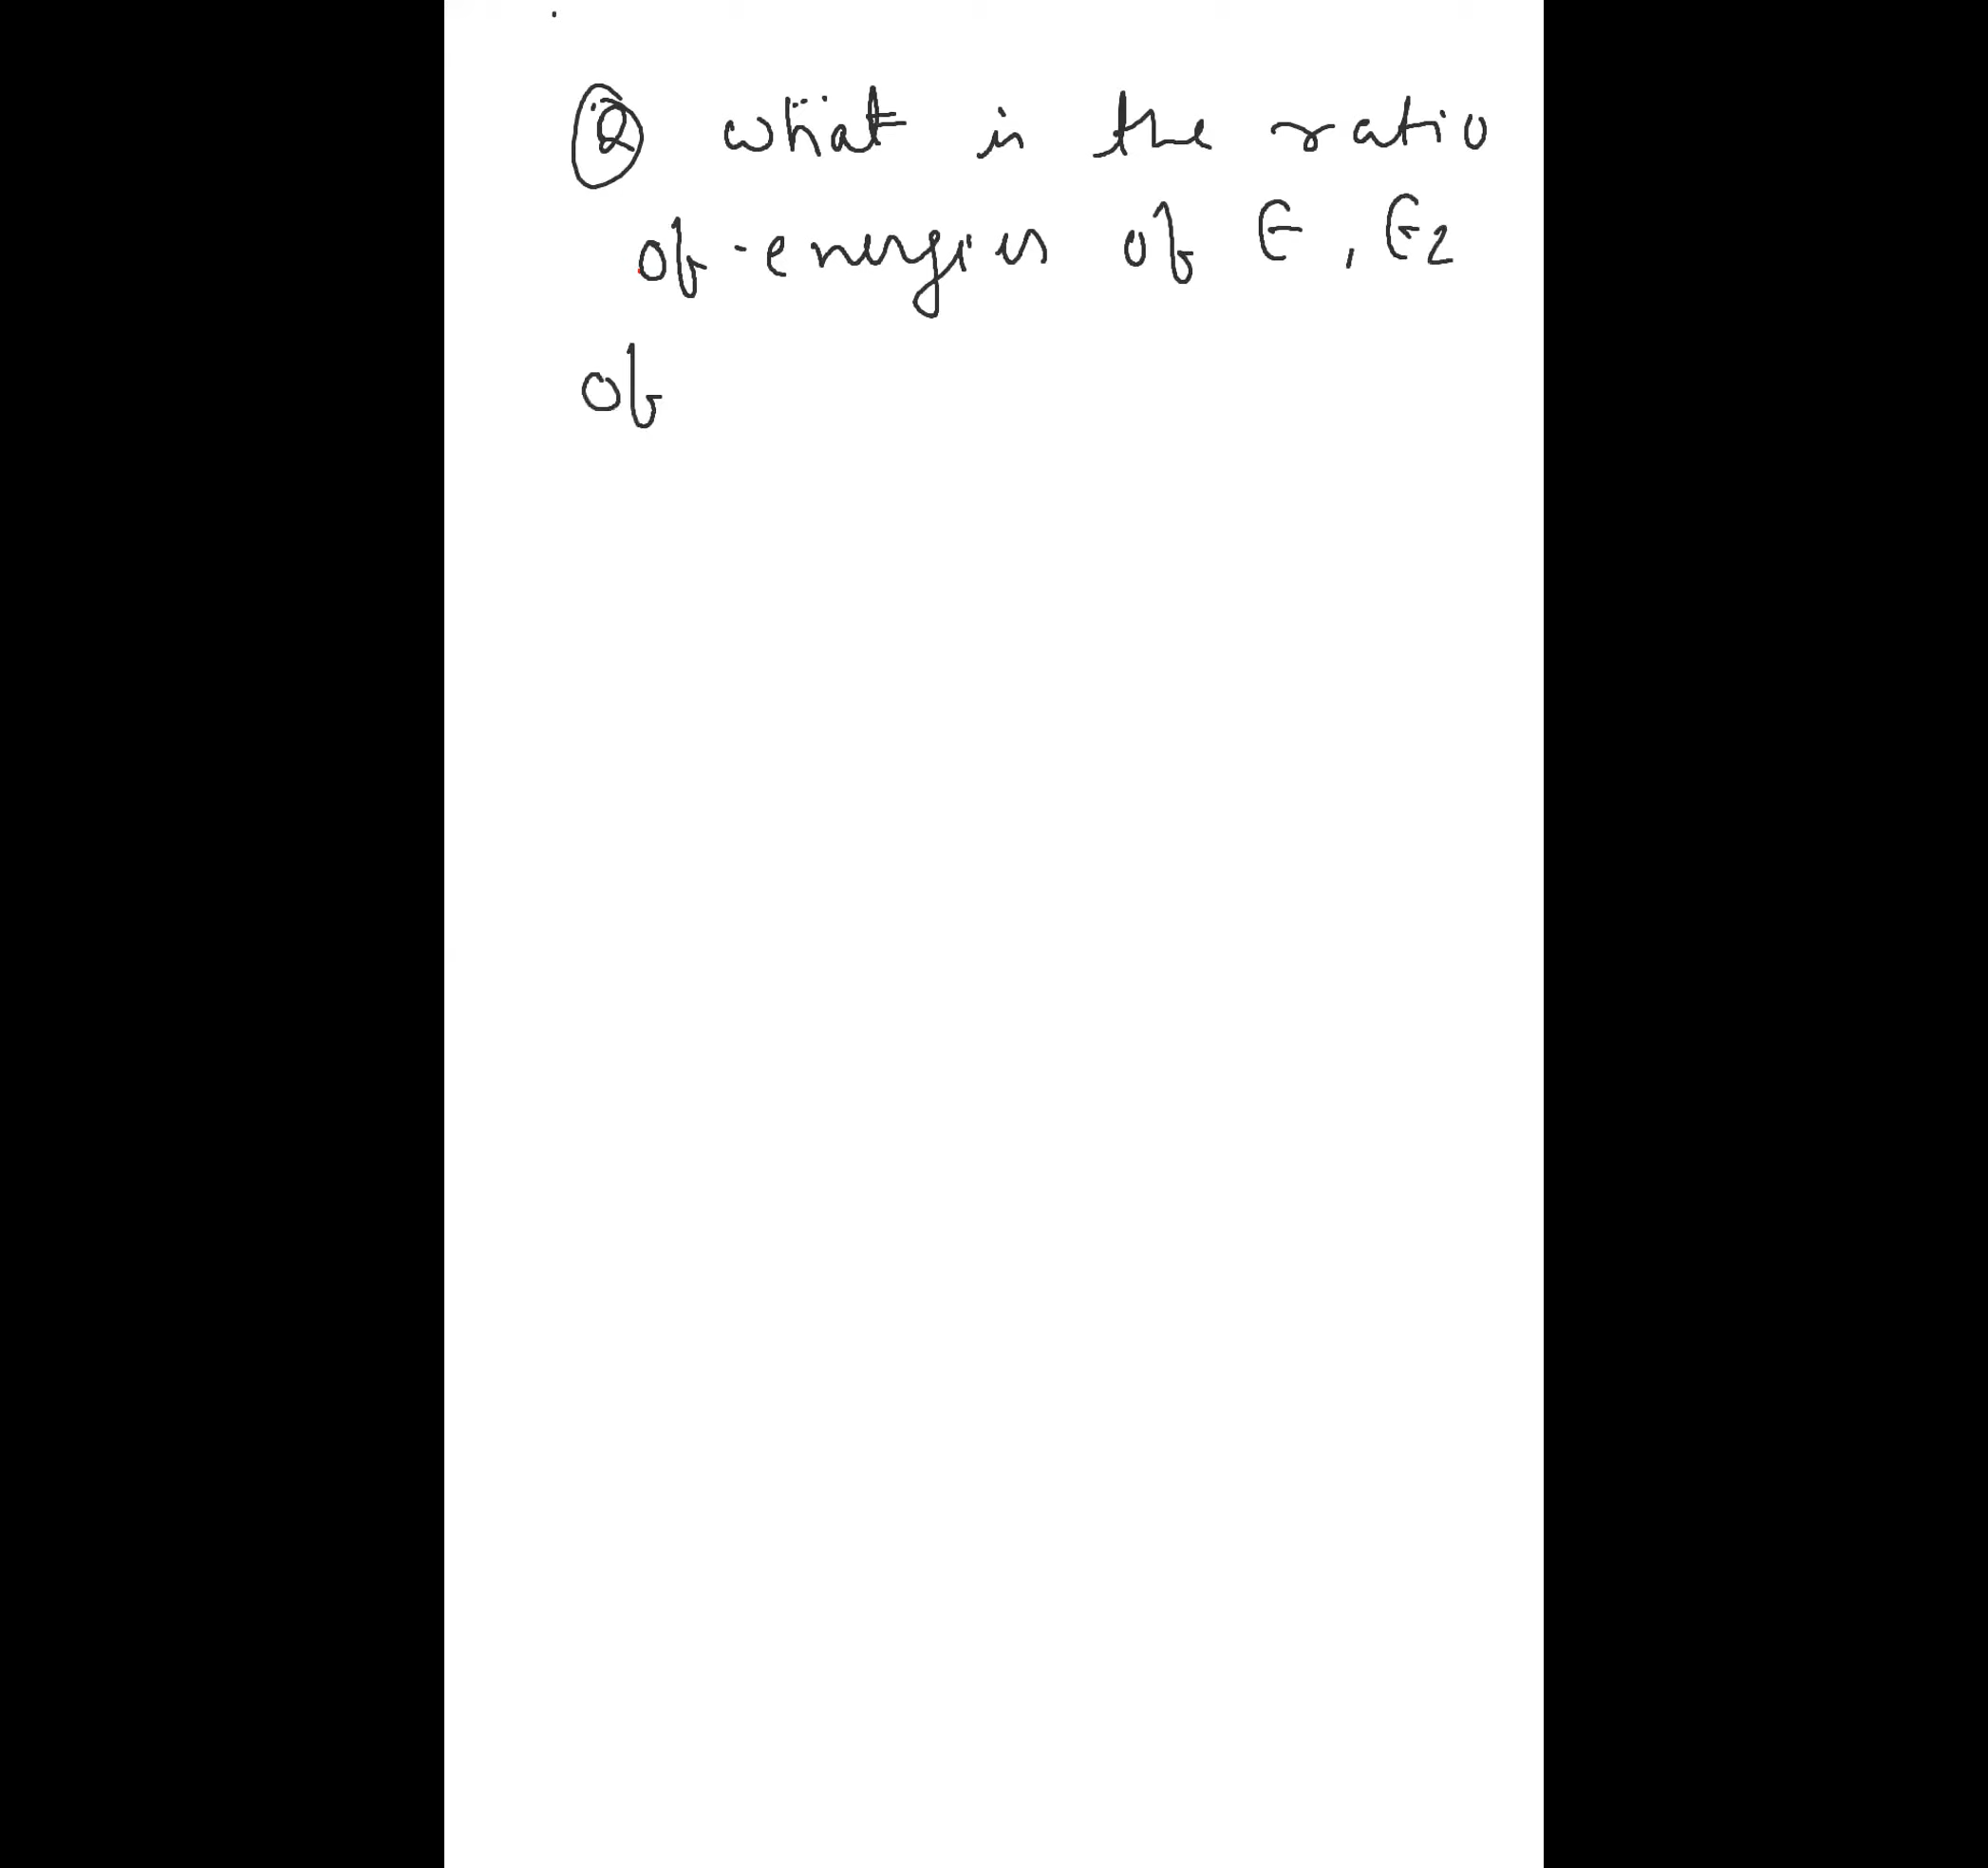 Q what is the ratio
of energies of E, E2
of